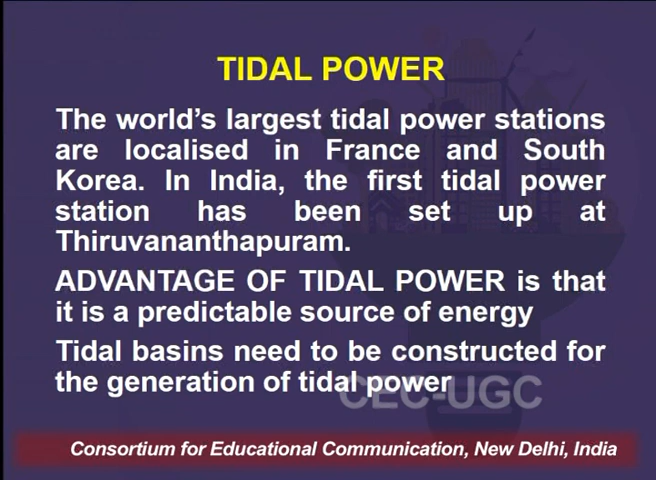 TIDAL POWER
The world's largest tidal power stations
are localised in France and South
Korea. In India, the first tidal power
station has been set up at
Thiruvananthapuram.
ADVANTAGE OF TIDAL POWER is that
it is a predictable source of energy
Tidal basins need to be constructed for
the generation of tidal power
CEC-UGC
Consortium for Educational Communication, New Delhi, India